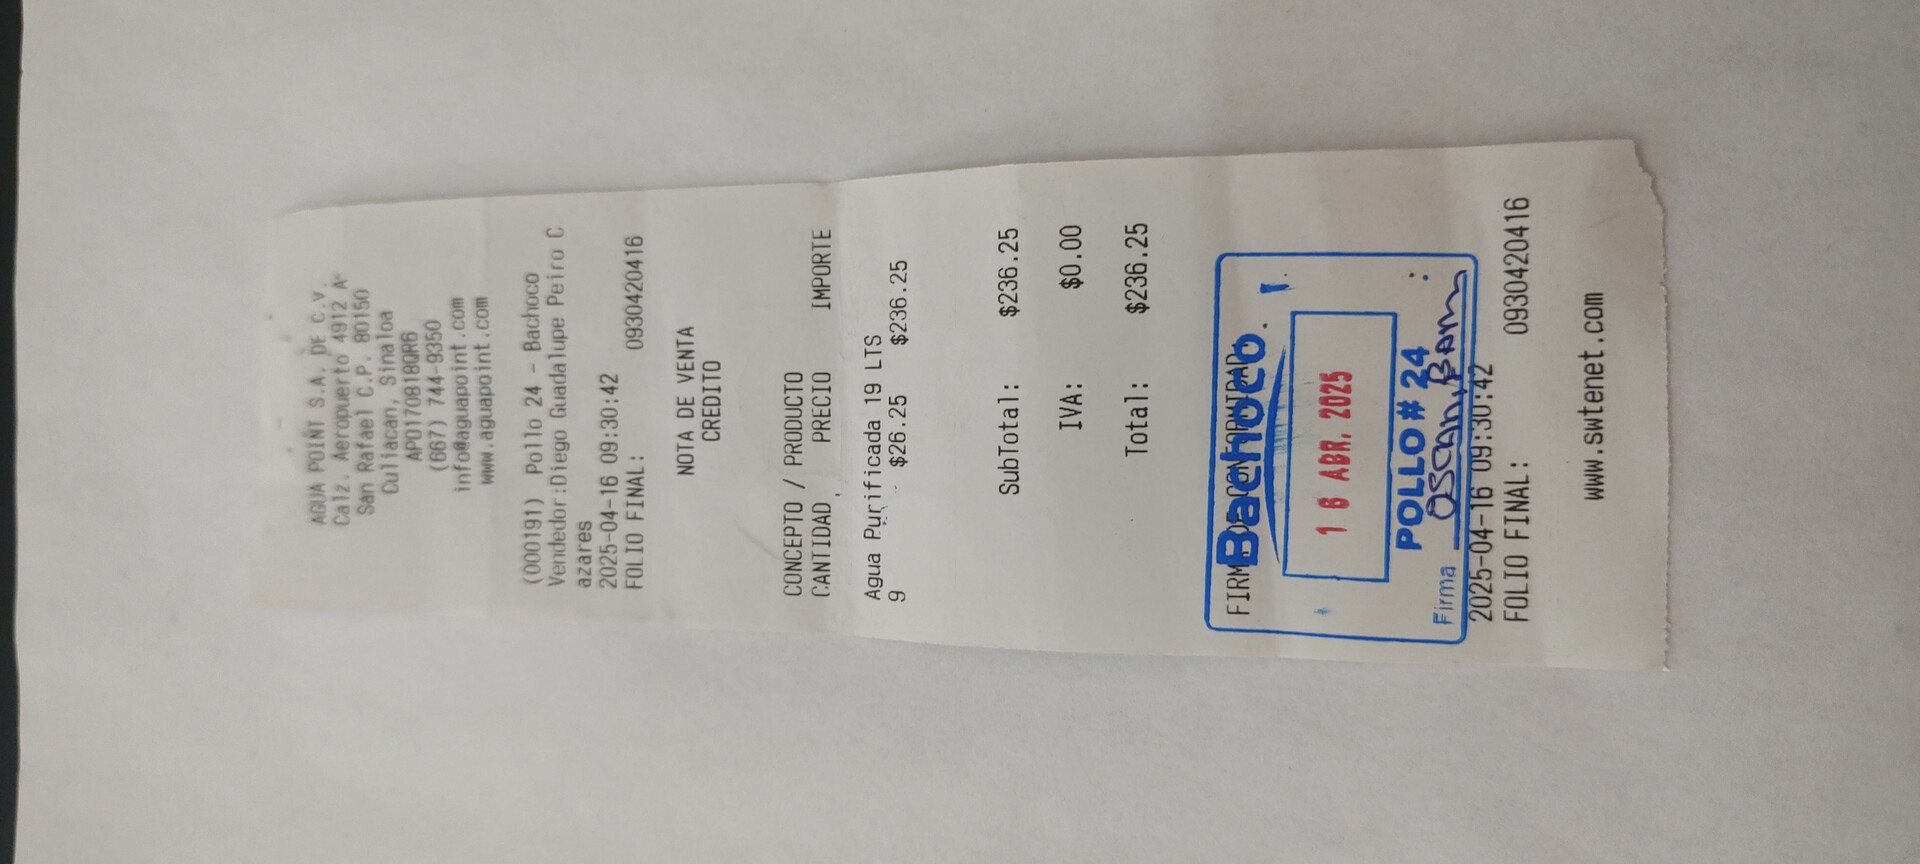 AGUA POINT S.A. DE C.V.
Calz. Aeropuerto 4912 A-
San Rafael C.P. 80150
Culiacan, Sinaloa
APO170818QR6
(667) 744-9350
info@aguapoint.com
www.aguapoint.com
(000191) Pollo 24 - Bachoco
Vendedor:Diego Guadalupe Peiro C
azares
2025-04-16 09:30:42
FOLIO FINAL: 0930420416
NOTA DE VENTA
CREDITO
CONCEPTO / PRODUCTO
CANTIDAD PRECIO IMPORTE
Agua Purificada 19 LTS
9 $26.25 $236.25
SubTotal: $236.25
IVA: $0.00
Total: $236.25
FIRMA DE CONFORMIDAD.
Bachoco
16 ABR. 2025
POLLO # 24
Firma
2025-04-16 09:30:42
FOLIO FINAL: 0930420416
www.swtenet.com